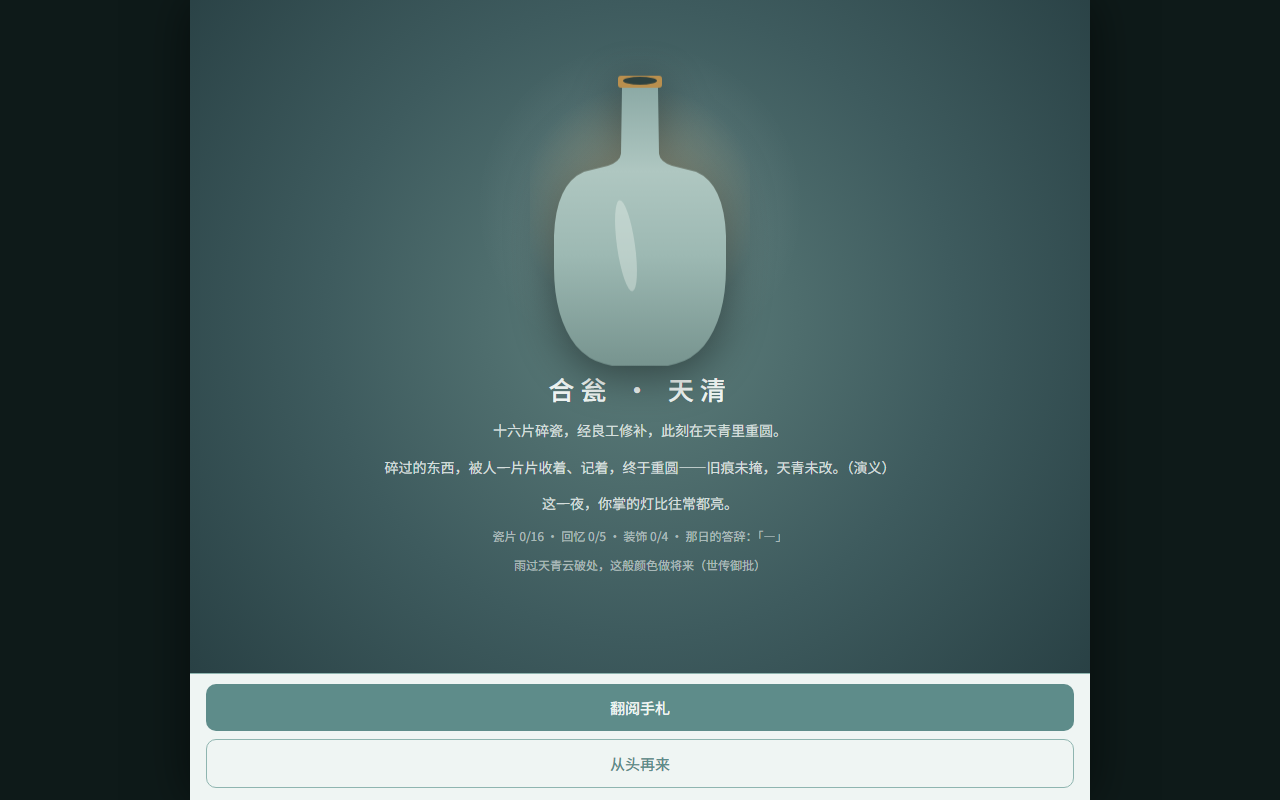 合瓮 · 天清
十六片碎瓷，经良工修补，此刻在天青里重圆。
碎过的东西，被人一片片收着、记着，终于重圆——旧痕未掩，天青未改。（演义）
这一夜，你掌的灯比往常都亮。
瓷片 0/16 · 回忆 0/5 · 装饰 0/4 · 那日的答辞：「—」
雨过天青云破处，这般颜色做将来（世传御批）
翻阅手札
从头再来